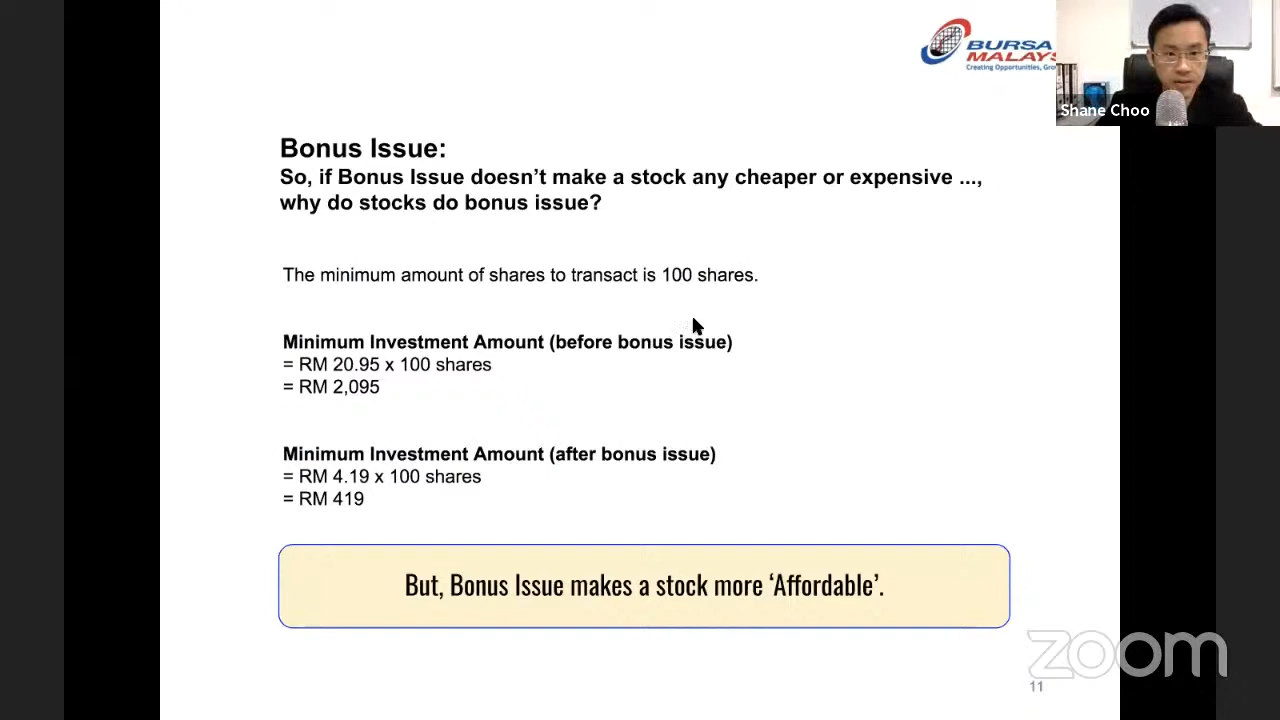 BURSA
MALAYS
Creating Opportunities, Gro
Shane Choo
Bonus Issue:
So, if Bonus Issue doesn’t make a stock any cheaper or expensive ...,
why do stocks do bonus issue?
The minimum amount of shares to transact is 100 shares.
Minimum Investment Amount (before bonus issue)
= RM 20.95 x 100 shares
= RM 2,095
Minimum Investment Amount (after bonus issue)
= RM 4.19 x 100 shares
= RM 419
But, Bonus Issue makes a stock more ‘Affordable’.
zoom
11